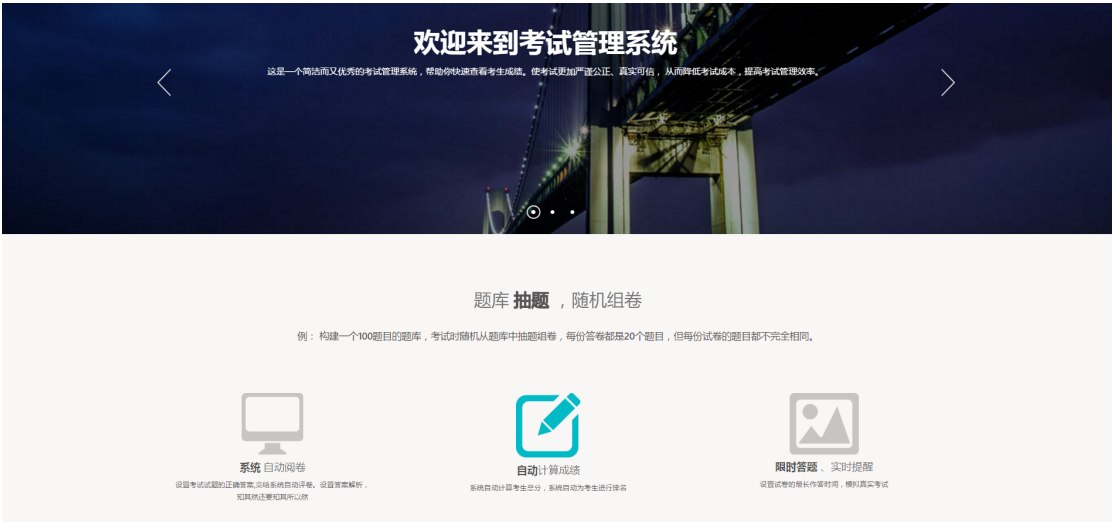 欢迎来到考试管理系统
这是一个简洁而又优秀的考试管理系统，帮助你快速查看考生成绩。使考试更加严谨公正、真实可信，从而降低考试成本，提高考试管理效率。
题库 抽题 ，随机组卷
例： 构建一个100题目的题库，考试时随机从题库中抽题组卷，每份答卷都是20个题目，但每份试卷的题目都不完全相同。
系统 自动阅卷
设置考试试题的正确答案,交给系统自动评卷。设置答案解析，
知其然还要知其所以然
自动计算成绩
系统自动计算考生总分，系统自动为考生进行排名
限时答题 、实时提醒
设置试卷的最长作答时间，模拟真实考试